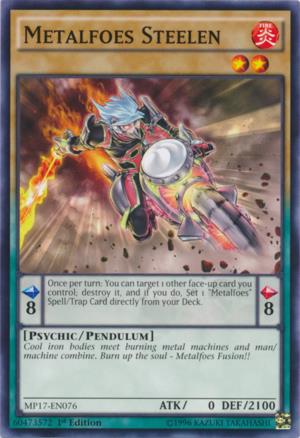 METALFOES STEELEN
FIRE
炎
Once per turn: You can target 1 other face-up card you
control; destroy it, and if you do, Set 1 "Metalfoes"
Spell/Trap Card directly from your Deck.
8
8
[PSYCHIC/PENDULUM]
Cool iron bodies meet burning metal machines and man/
machine combine. Burn up the soul - Metalfoes Fusion!!
MP17-EN076
ATK/ 0 DEF/2100
60473572 1st Edition
©1996 KAZUKI TAKAHASHI